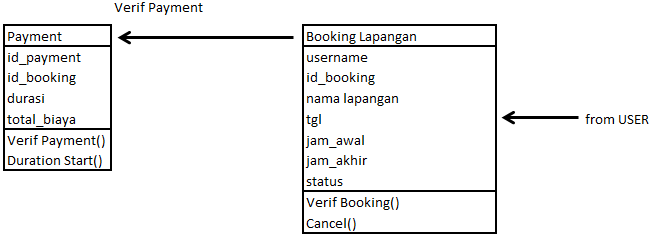 Verif Payment
Payment
id_payment
id_booking
durasi
total_biaya
Verif Payment()
Duration Start()
Booking Lapangan
username
id_booking
nama lapangan
tgl
jam_awal
jam_akhir
status
Verif Booking()
Cancel()
from USER